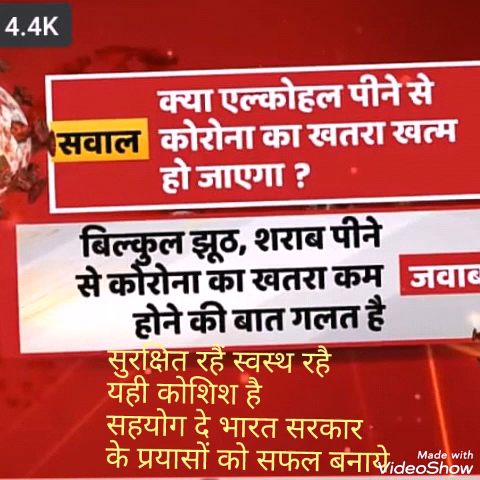 4.4K
क्या एल्कोहल पीने से
सवाल कोरोना का खतरा खत्म
हो जाएगा ?
बिल्कुल झूठ, शराब पीने
से कोरोना का खतरा कम
होने की बात गलत है
जवाब
सुरक्षित रहैं स्वस्थ रहै
यही कोशिश है
सहयोग दे भारत सरकार
के प्रयासों को सफल बनाये
Made with
VideoShow